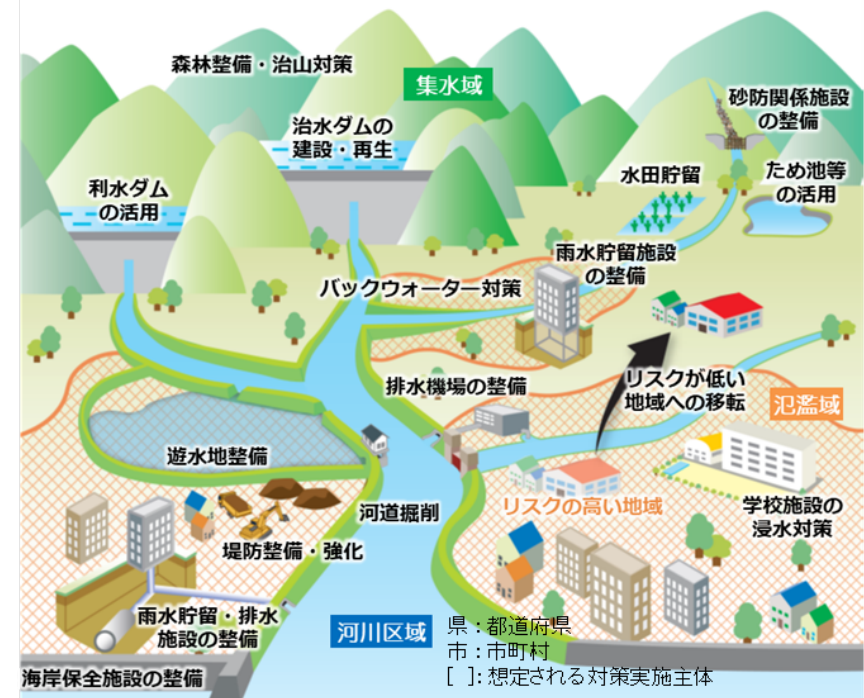 森林整備・治山対策
集水域
治水ダムの
建設・再生
砂防関係施設
の整備
利水ダム
の活用
水田貯留
ため池等
の活用
雨水貯留施設
の整備
バックウォーター対策
排水機場の整備
リスクが低い
地域への移転
氾濫域
遊水地整備
リスクの高い地域
学校施設の
浸水対策
河道掘削
堤防整備・強化
雨水貯留・排水
施設の整備
河川区域
県:都道府県
市:市町村
[ ]:想定される対策実施主体
海岸保全施設の整備